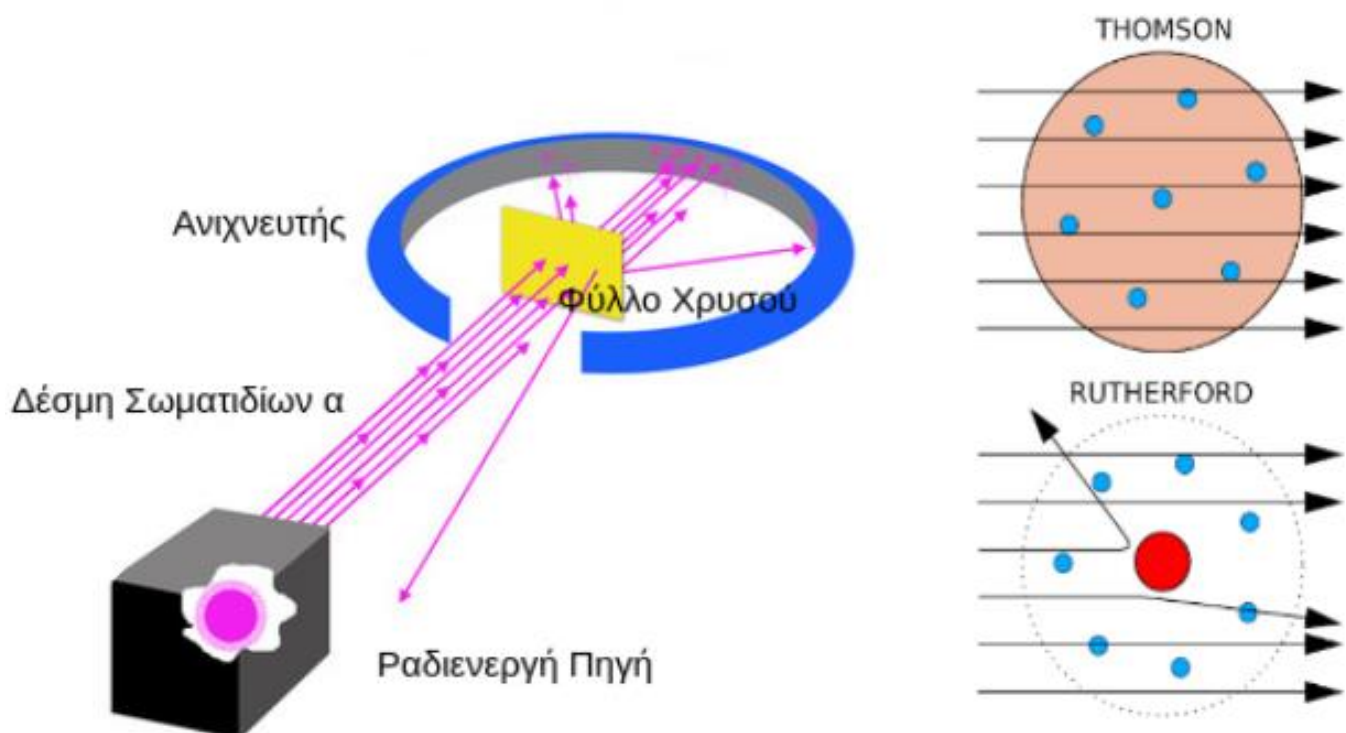 THOMSON
Ανιχνευτής
Φύλλο Χρυσού
Δέσμη Σωματιδίων α
RUTHERFORD
Ραδιενεργή Πηγή